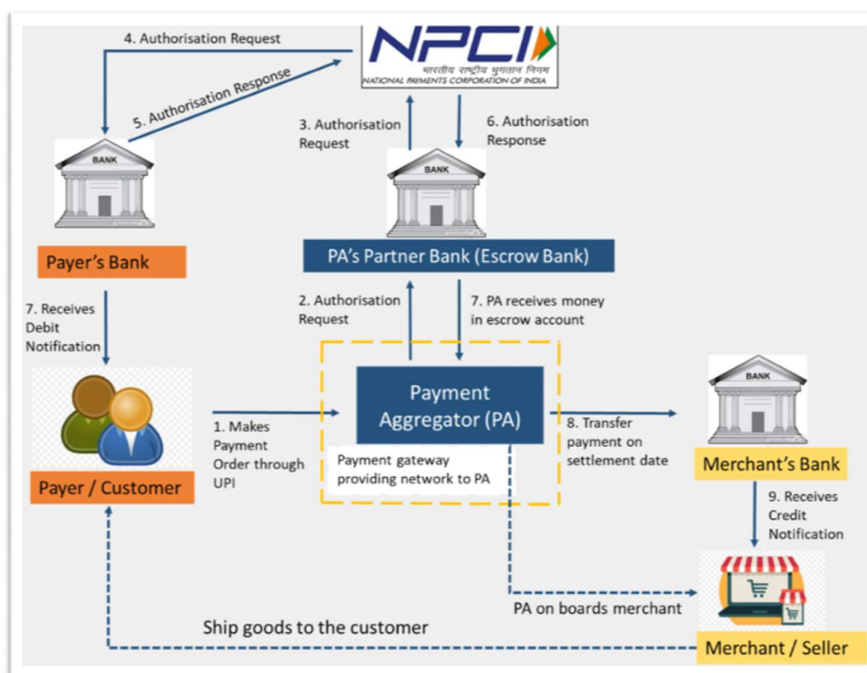 4. Authorisation Request
NPCI
भारतीय राष्ट्रीय भुगतान निगम
NATIONAL PAYMENTS CORPORATION OF INDIA
5. Authorisation Response
3. Authorisation
Request
6. Authorisation
Response
BANK
BANK
Payer's Bank
PA's Partner Bank (Escrow Bank)
7. Receives
Debit
Notification
2. Authorisation
Request
7. PA receives money
in escrow account
BANK
Payment
Aggregator (PA)
1. Makes
Payment
Order through
UPI
8. Transfer
payment on
settlement date
Payment gateway
providing network to PA
Merchant's Bank
Payer / Customer
9. Receives
Credit
Notification
PA on boards merchant
Ship goods to the customer
Merchant / Seller